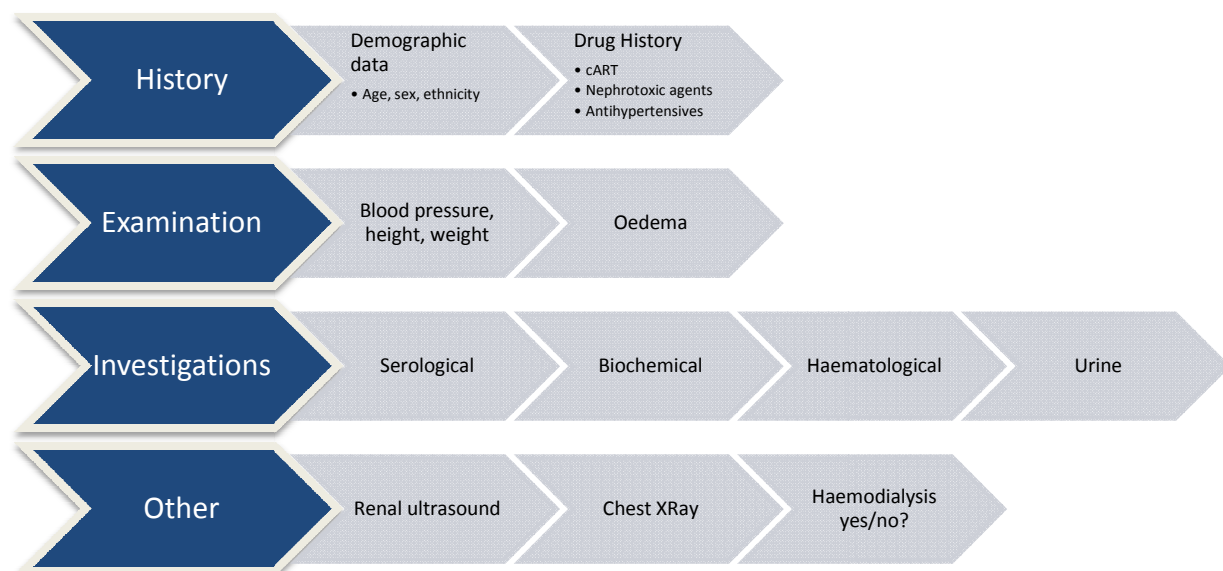 History
Demographic
data
• Age, sex, ethnicity
Drug History
• cART
• Nephrotoxic agents
• Antihypertensives
Examination
Blood pressure,
height, weight
Oedema
Investigations
Serological
Biochemical
Haematological
Urine
Other
Renal ultrasound
Chest XRay
Haemodialysis
yes/no?